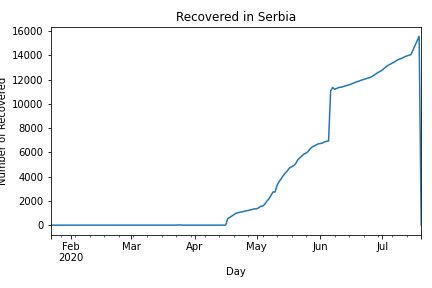 Recovered in Serbia
Number of Recovered
16000
14000
12000
10000
8000
6000
4000
2000
0
Feb
2020
Mar
Apr
May
Jun
Jul
Day